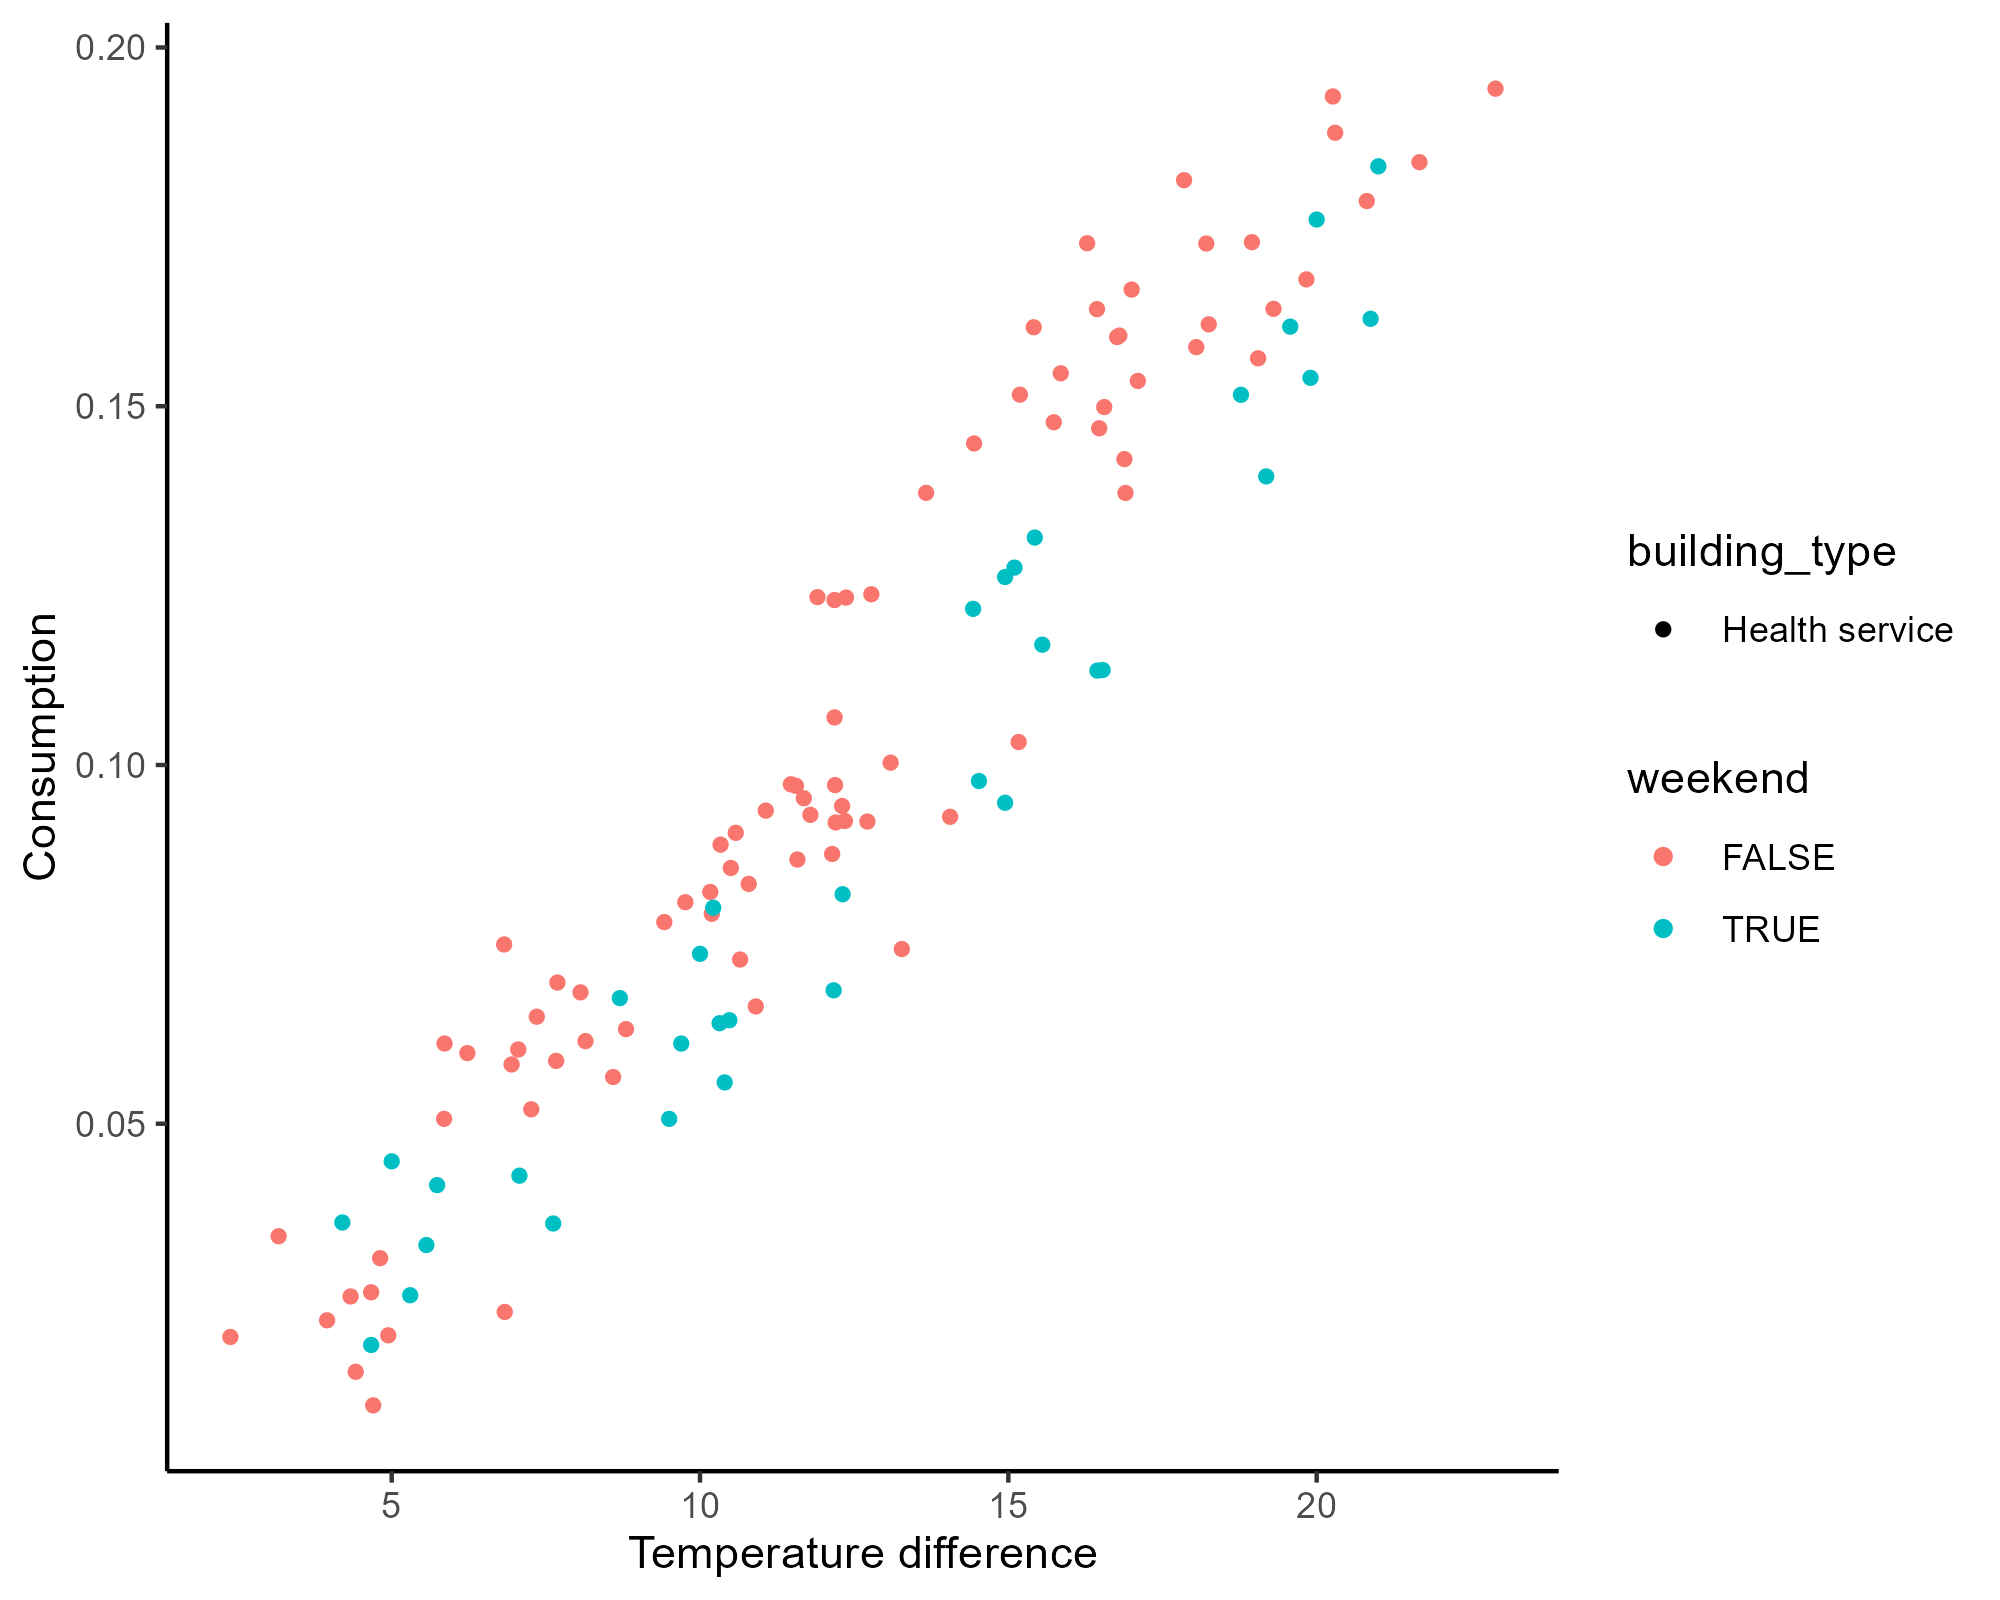 0.20
0.15
0.10
0.05
Consumption
5
10
15
20
Temperature difference
building_type
Health service
weekend
FALSE
TRUE